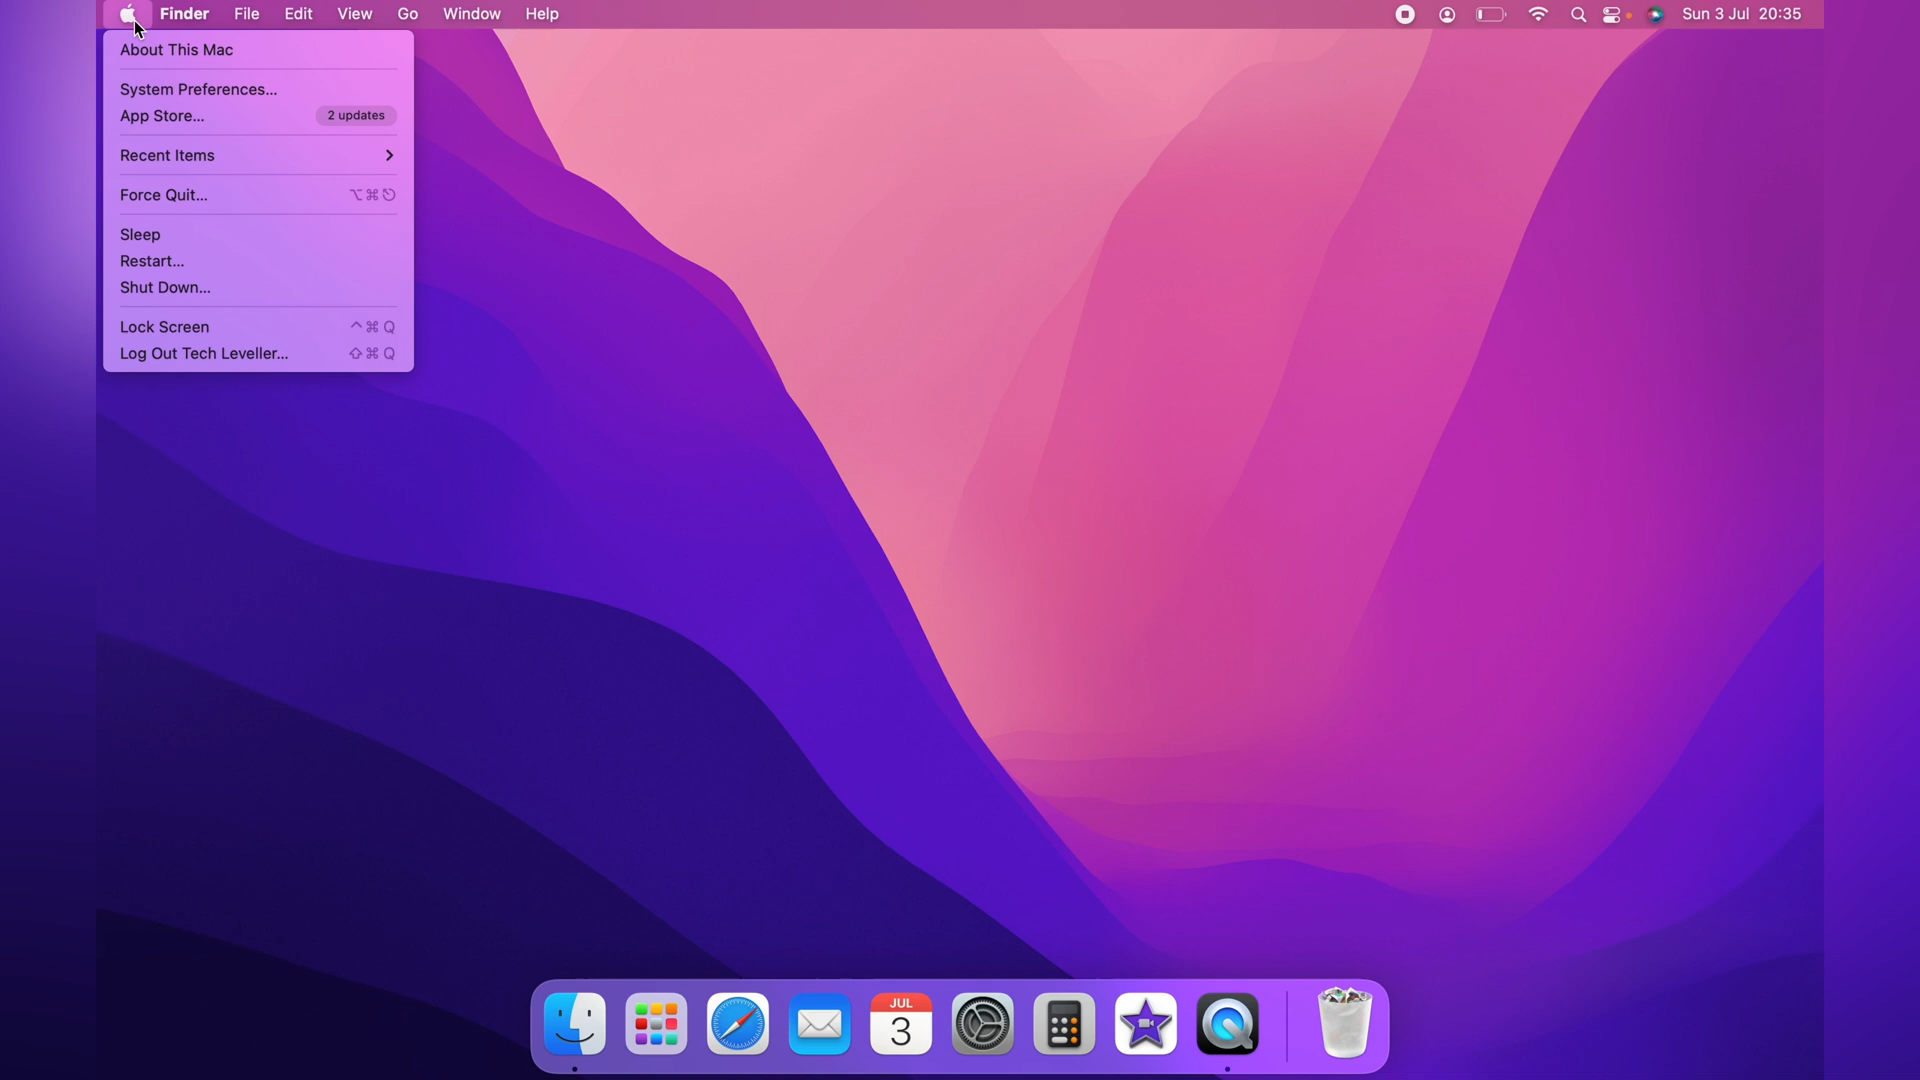 Finder File Edit View Go Window Help Sun 3 Jul 20:35
About This Mac
System Preferences...
App Store... 2 updates
Recent Items
Force Quit... ⌥⌘⎋
Sleep
Restart...
Shut Down...
Lock Screen ^⌘Q
Log Out Tech Leveller... ⇧⌘Q
JUL
3